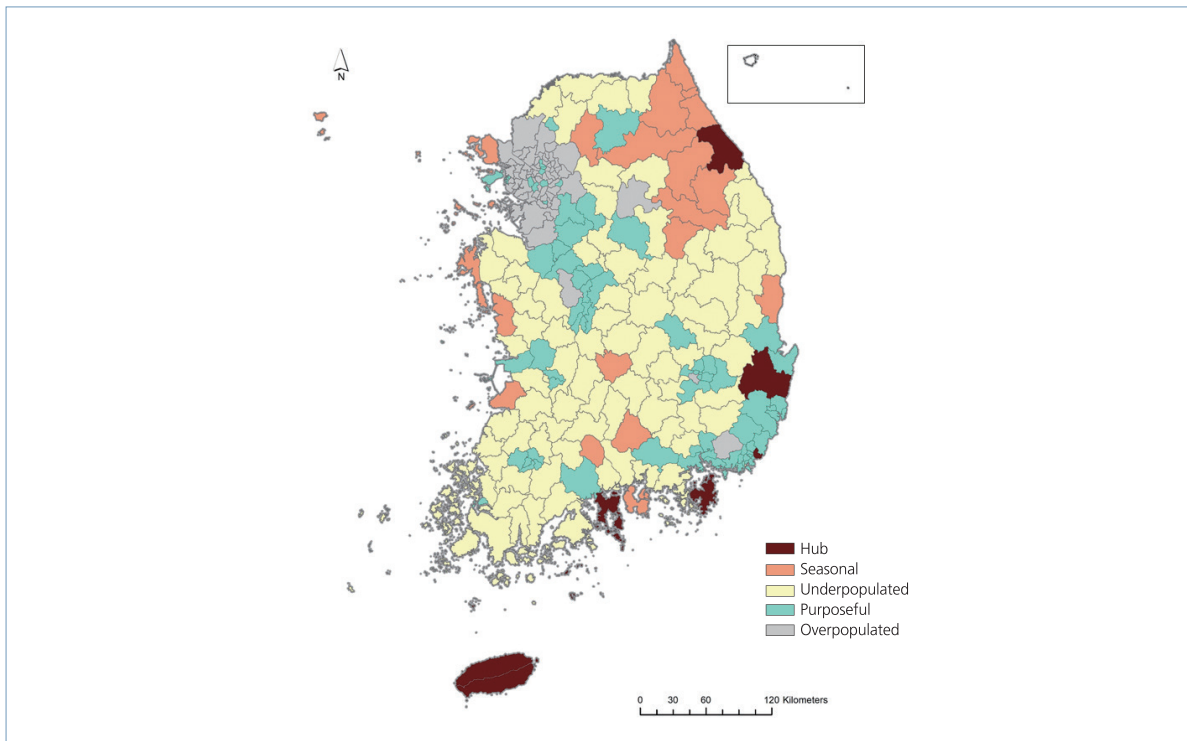 N
Hub
Seasonal
Underpopulated
Purposeful
Overpopulated
0 30 60 120 Kilometers